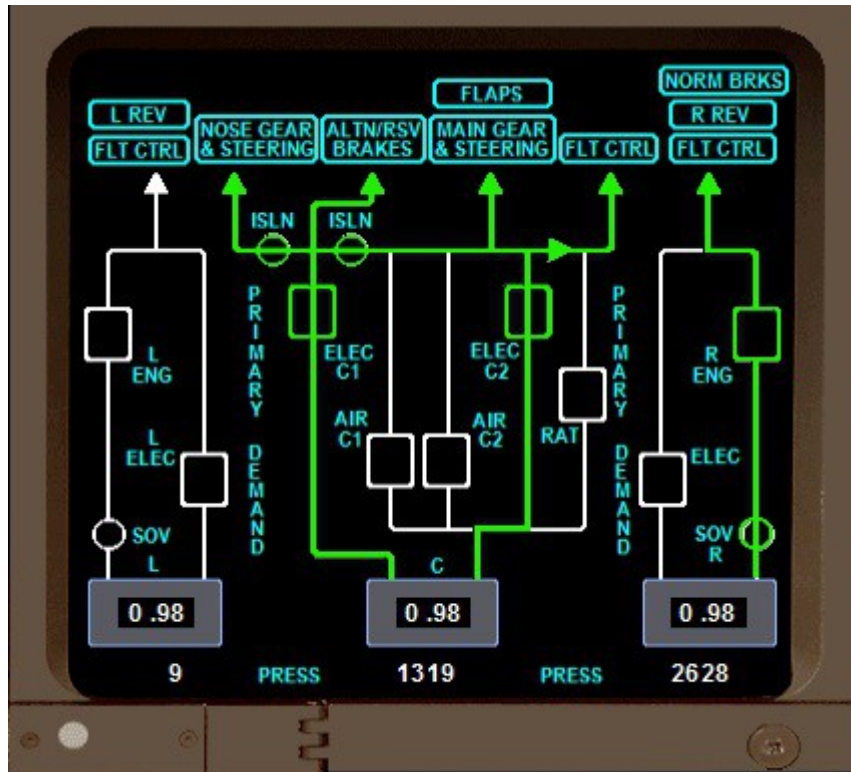 NORM BRKS
FLAPS
L REV
R REV
NOSE GEAR
& STEERING
ALTN/RSV
BRAKES
MAIN GEAR
& STEERING
FLT CTRL
FLT CTRL
FLT CTRL
ISLN
ISLN
PRIMARY
PRIMARY
L
ENG
ELEC
C1
ELEC
C2
R
ENG
AIR
C1
AIR
C2
RAT
L
ELEC
ELEC
DEMAND
DEMAND
SOV
L
C
SOV
R
0 .98
0 .98
0 .98
9
PRESS
1319
PRESS
2628